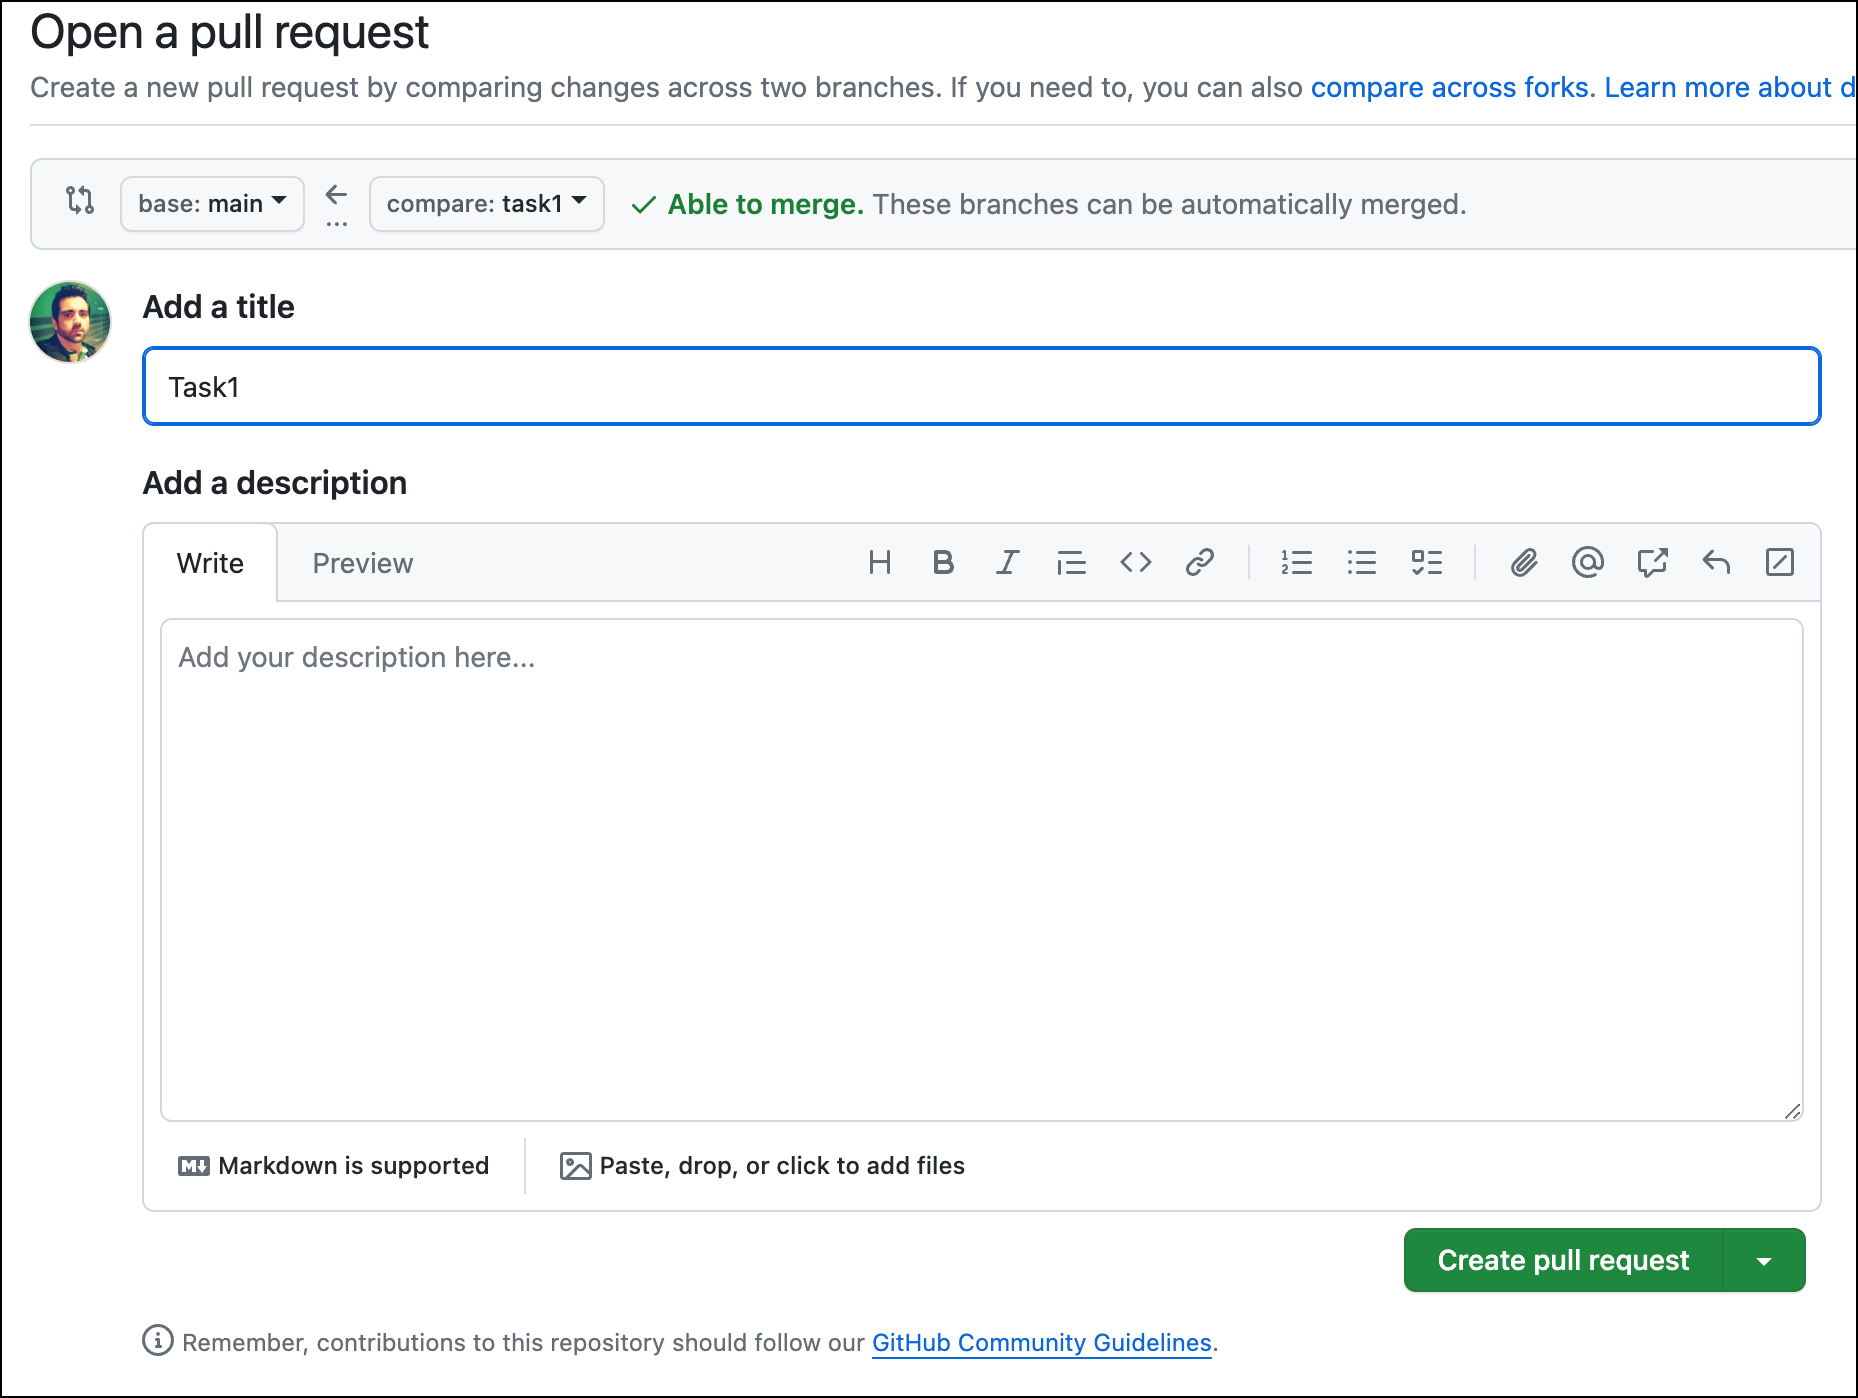 Open a pull request
Create a new pull request by comparing changes across two branches. If you need to, you can also compare across forks. Learn more about d
base: main
compare: task1
Able to merge. These branches can be automatically merged.
Add a title
Task1
Add a description
Write
Preview
Add your description here...
Markdown is supported
Paste, drop, or click to add files
Create pull request
Remember, contributions to this repository should follow our GitHub Community Guidelines.